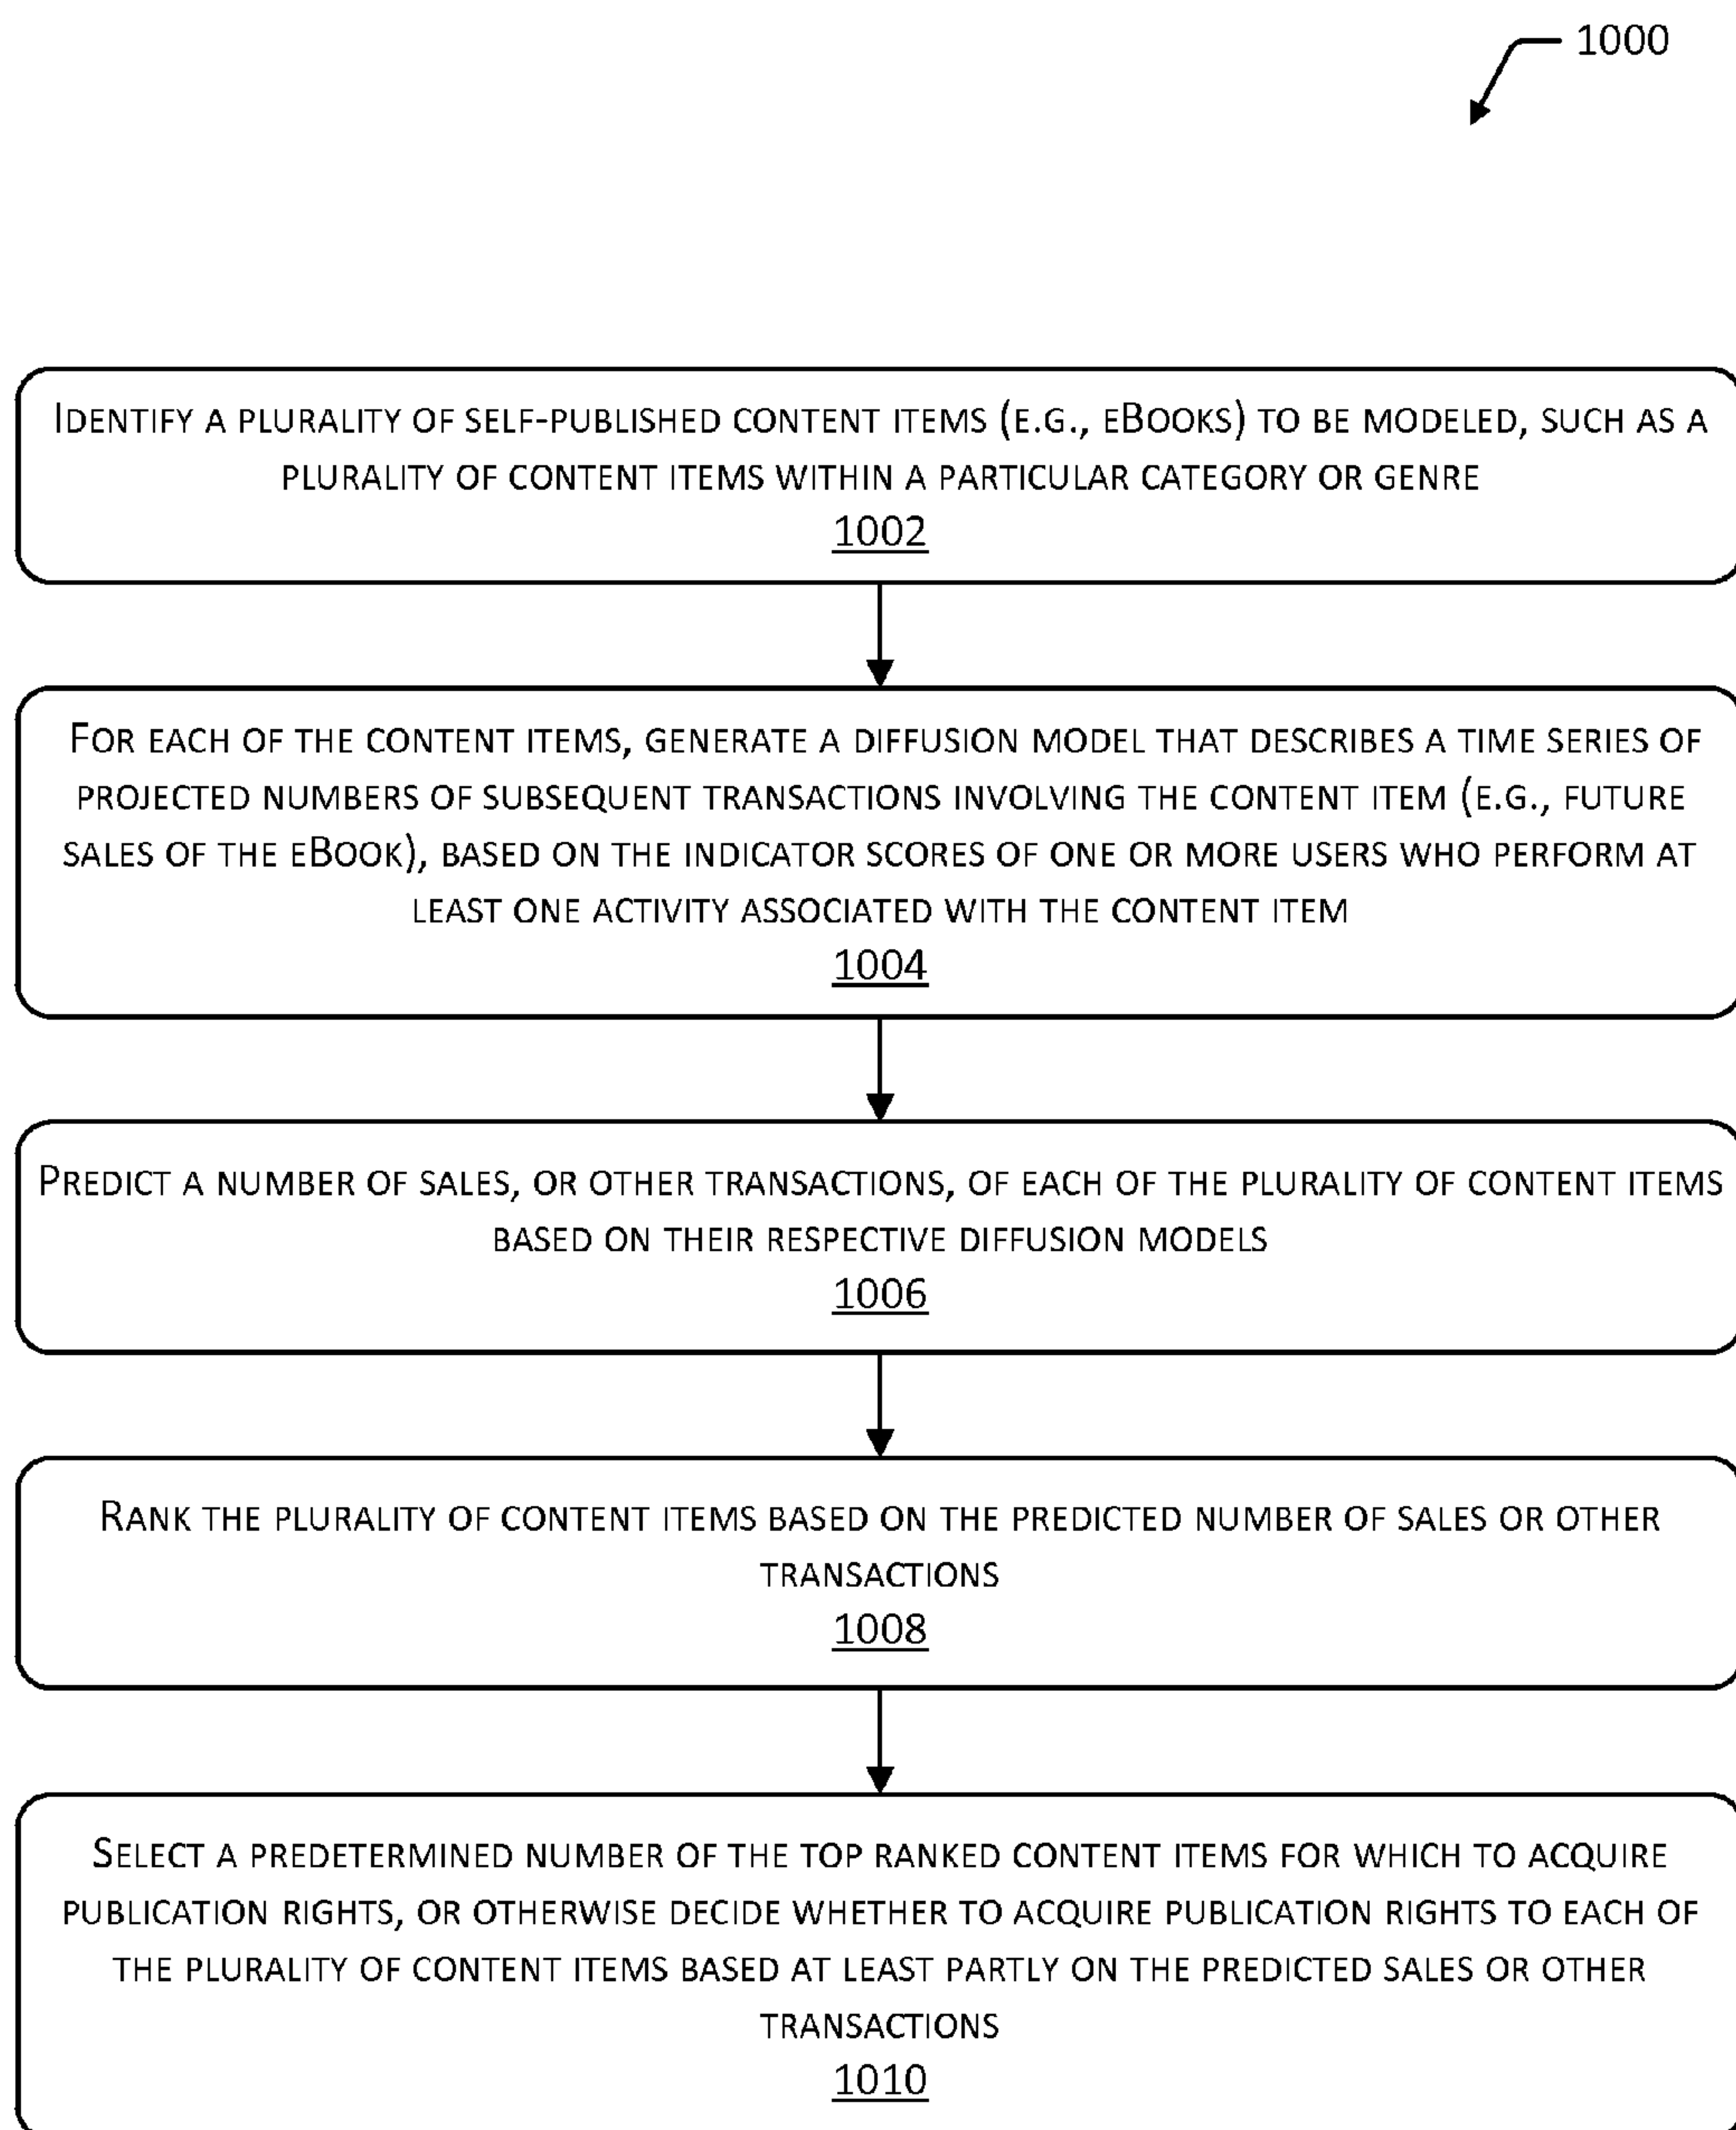 1000
Identify a plurality of self-published content items (e.g., eBooks) to be modeled, such as a
plurality of content items within a particular category or genre
1002
For each of the content items, generate a diffusion model that describes a time series of
projected numbers of subsequent transactions involving the content item (e.g., future
sales of the eBook), based on the indicator scores of one or more users who perform at
least one activity associated with the content item
1004
Predict a number of sales, or other transactions, of each of the plurality of content items
based on their respective diffusion models
1006
Rank the plurality of content items based on the predicted number of sales or other
transactions
1008
Select a predetermined number of the top ranked content items for which to acquire
publication rights, or otherwise decide whether to acquire publication rights to each of
the plurality of content items based at least partly on the predicted sales or other
transactions
1010